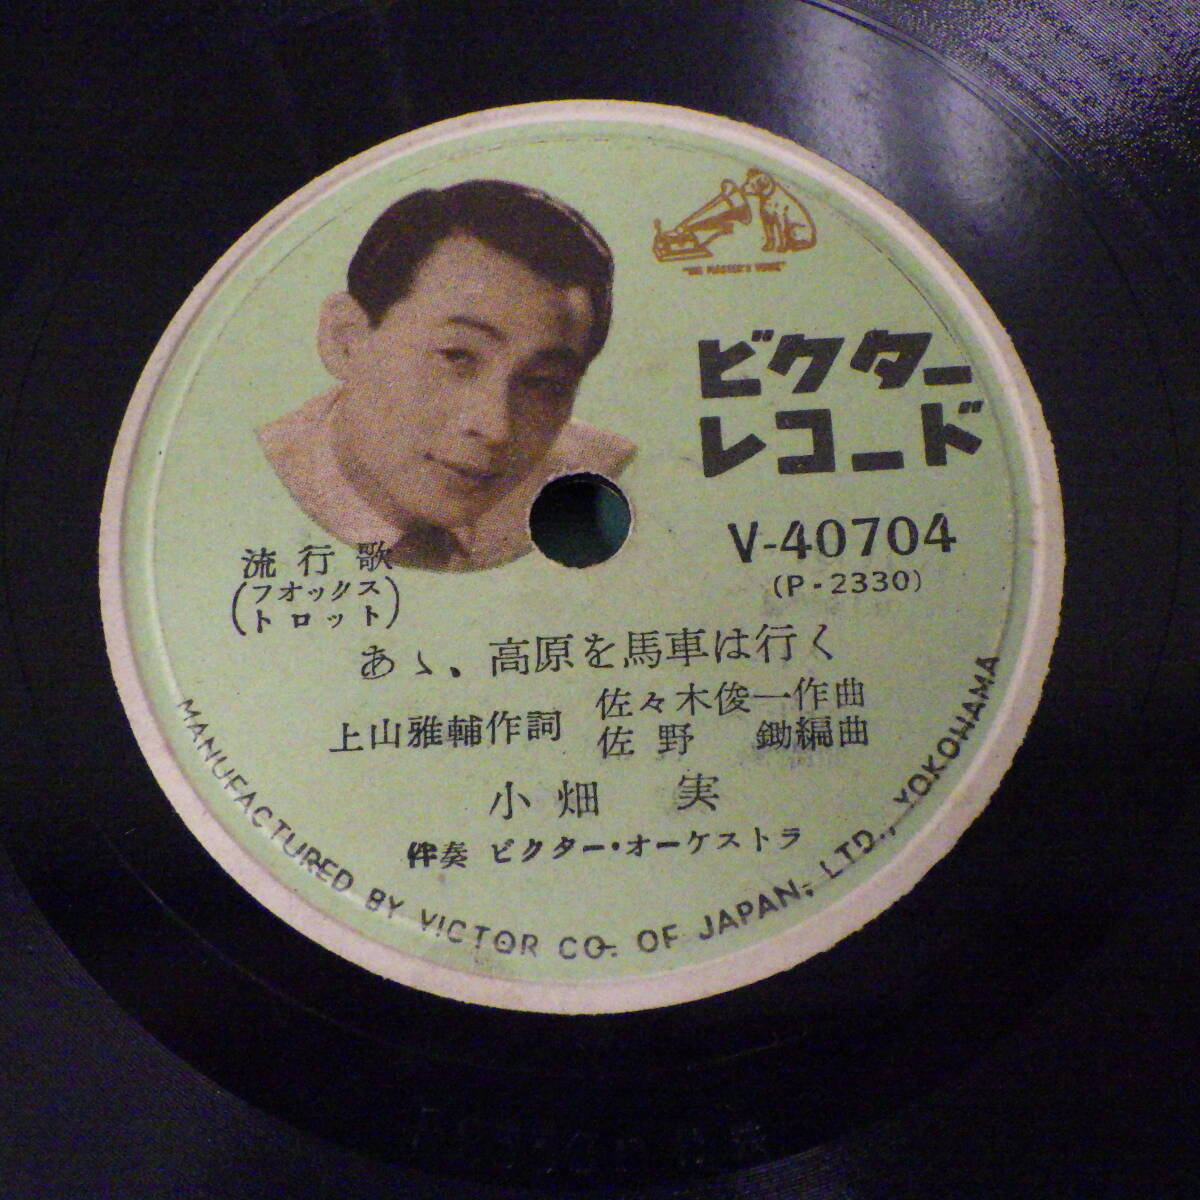 "HIS MASTER'S VOICE"
ビクター
レコード
V-40704
(P-2330)
流行歌
(フオックス
トロット)
あゝ、高原を馬車は行く
上山雅輔作詞
佐々木俊一作曲
佐野 鋤編曲
小畑 実
伴奏 ビクター・オーケストラ
MANUFACTURED BY VICTOR CO. OF JAPAN, LTD., YOKOHAMA